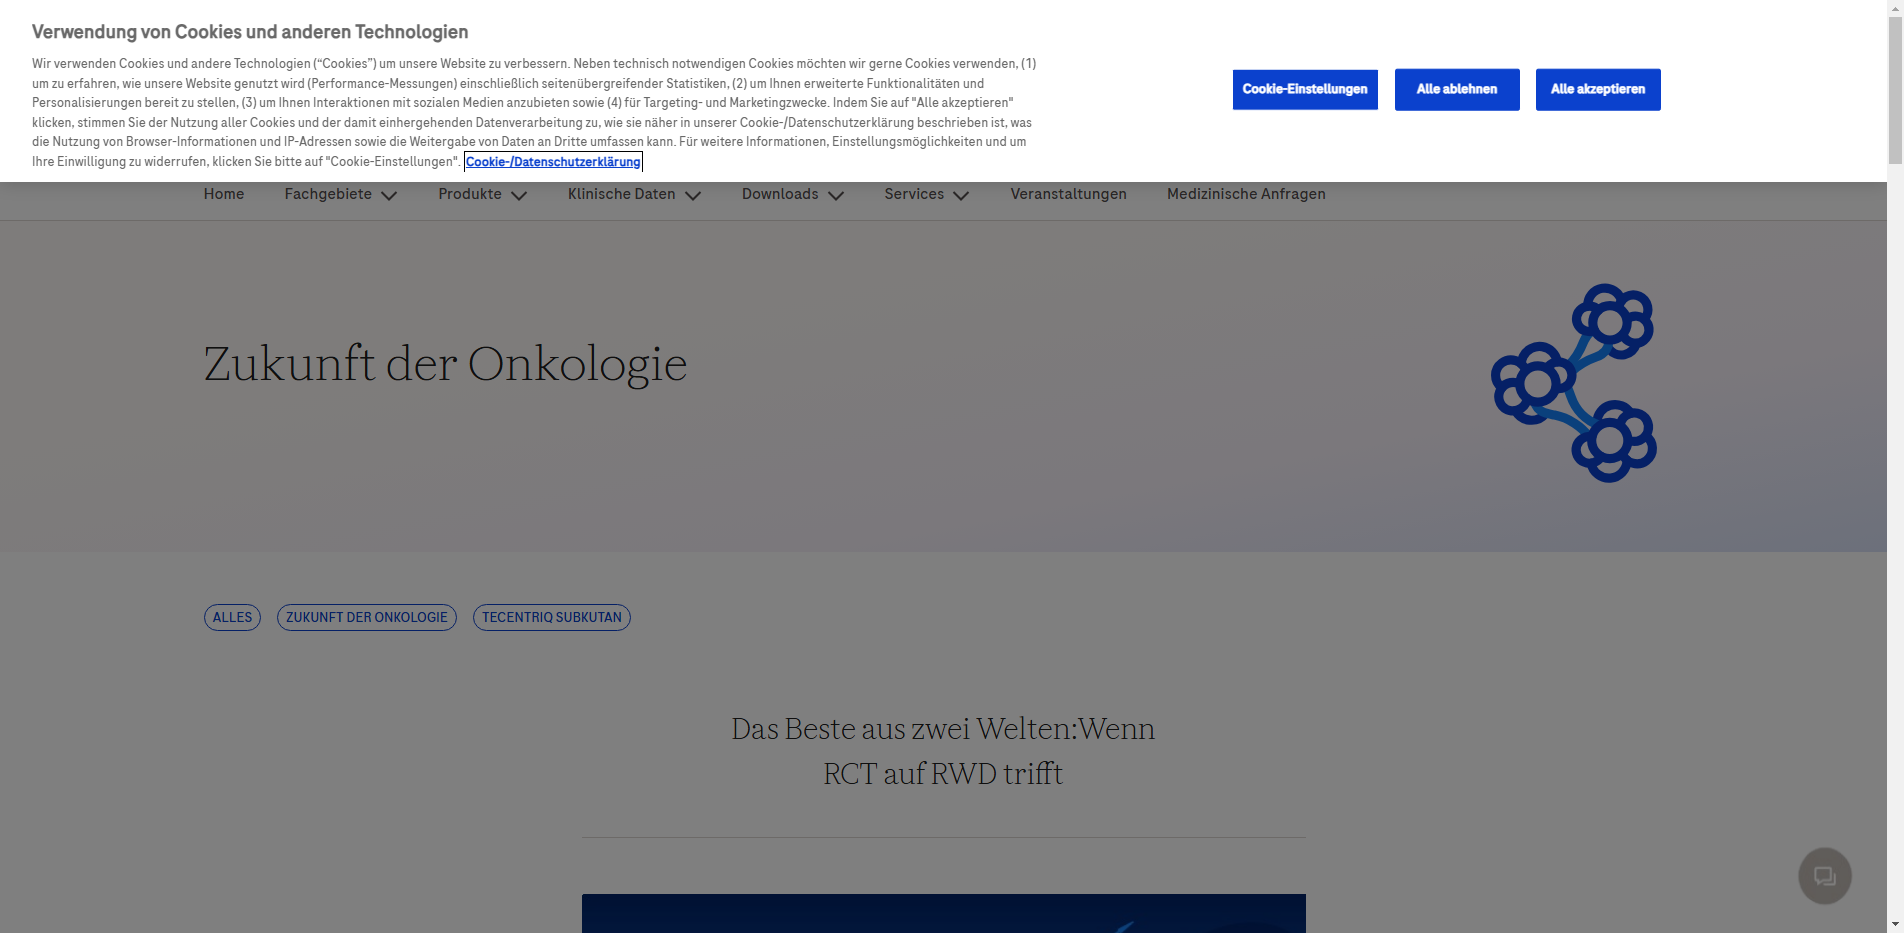 Verwendung von Cookies und anderen Technologien
Wir verwenden Cookies und andere Technologien (“Cookies”) um unsere Website zu verbessern. Neben technisch notwendigen Cookies möchten wir gerne Cookies verwenden, (1)
um zu erfahren, wie unsere Website genutzt wird (Performance-Messungen) einschließlich seitenübergreifender Statistiken, (2) um Ihnen erweiterte Funktionalitäten und
Personalisierungen bereit zu stellen, (3) um Ihnen Interaktionen mit sozialen Medien anzubieten sowie (4) für Targeting- und Marketingzwecke. Indem Sie auf "Alle akzeptieren"
klicken, stimmen Sie der Nutzung aller Cookies und der damit einhergehenden Datenverarbeitung zu, wie sie näher in unserer Cookie-/Datenschutzerklärung beschrieben ist, was
die Nutzung von Browser-Informationen und IP-Adressen sowie die Weitergabe von Daten an Dritte umfassen kann. Für weitere Informationen, Einstellungsmöglichkeiten und um
Ihre Einwilligung zu widerrufen, klicken Sie bitte auf "Cookie-Einstellungen". Cookie-/Datenschutzerklärung
Cookie-Einstellungen Alle ablehnen Alle akzeptieren
Home Fachgebiete Produkte Klinische Daten Downloads Services Veranstaltungen Medizinische Anfragen
Zukunft der Onkologie
ALLES ZUKUNFT DER ONKOLOGIE TECENTRIQ SUBKUTAN
Das Beste aus zwei Welten:Wenn
RCT auf RWD trifft